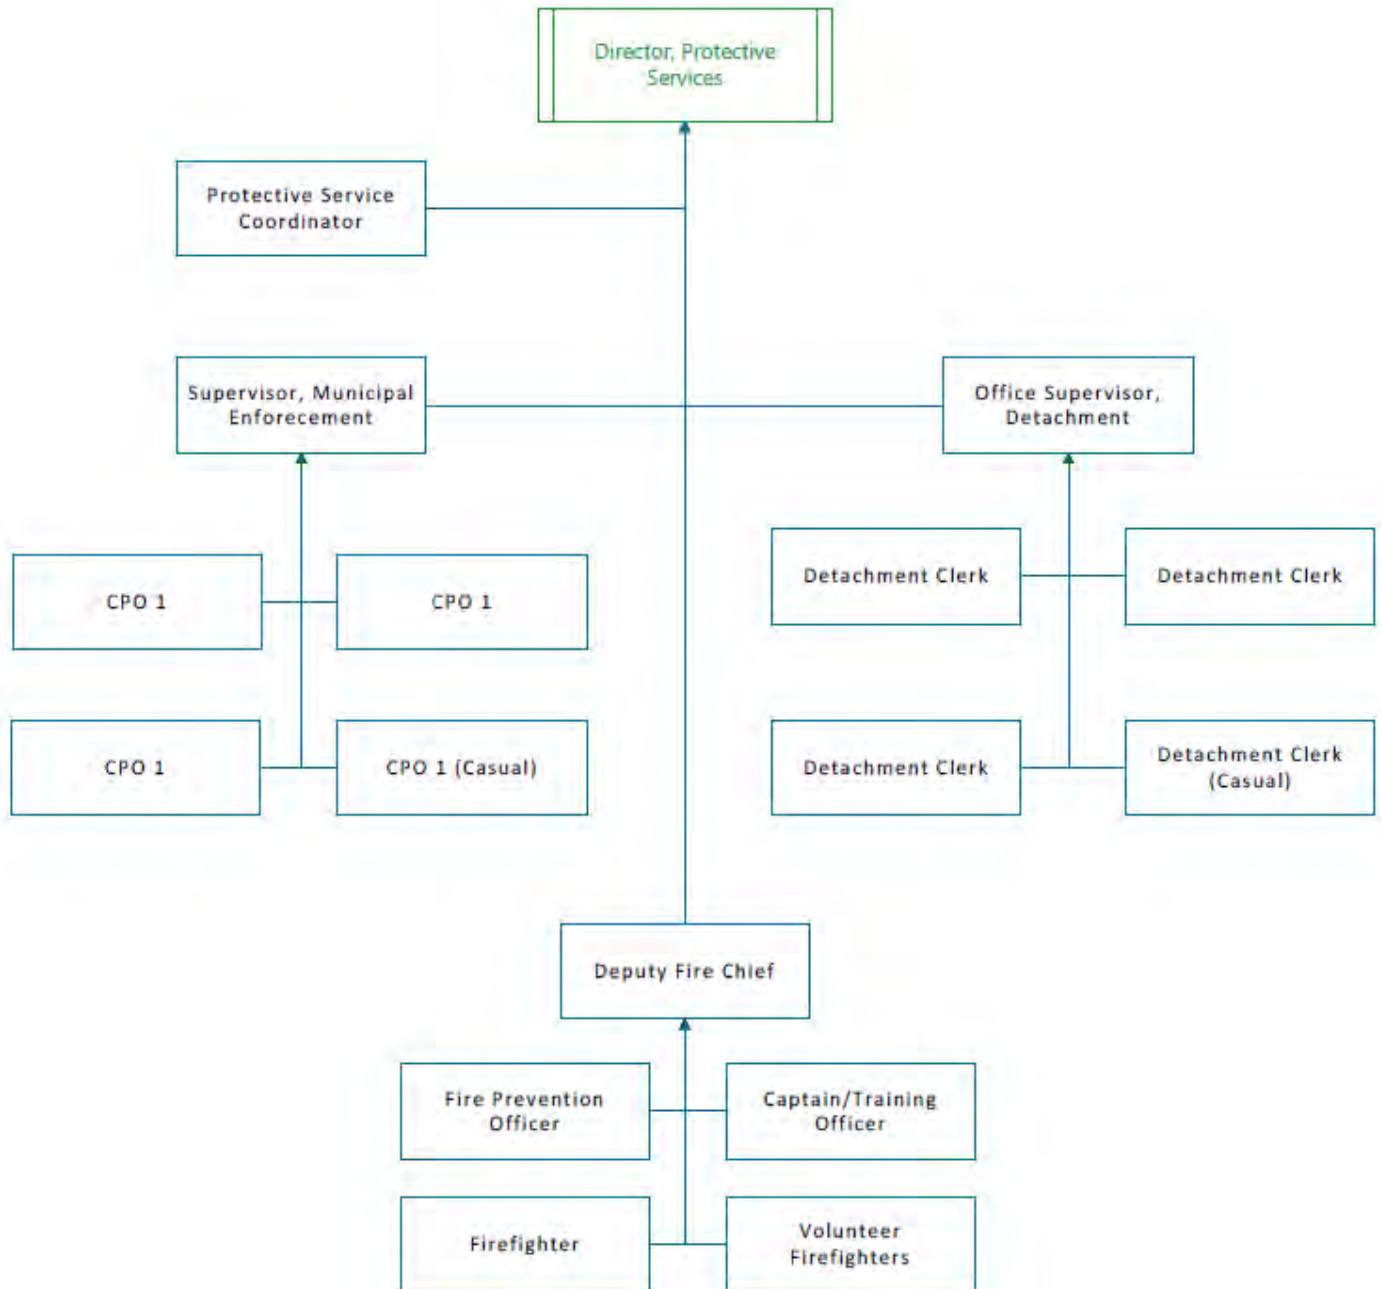 Director, Protective
Services
Protective Service
Coordinator
Supervisor, Municipal
Enforecement
Office Supervisor,
Detachment
CPO 1
CPO 1
Detachment Clerk
Detachment Clerk
CPO 1
CPO 1 (Casual)
Detachment Clerk
Detachment Clerk
(Casual)
Deputy Fire Chief
Fire Prevention
Officer
Captain/Training
Officer
Firefighter
Volunteer
Firefighters